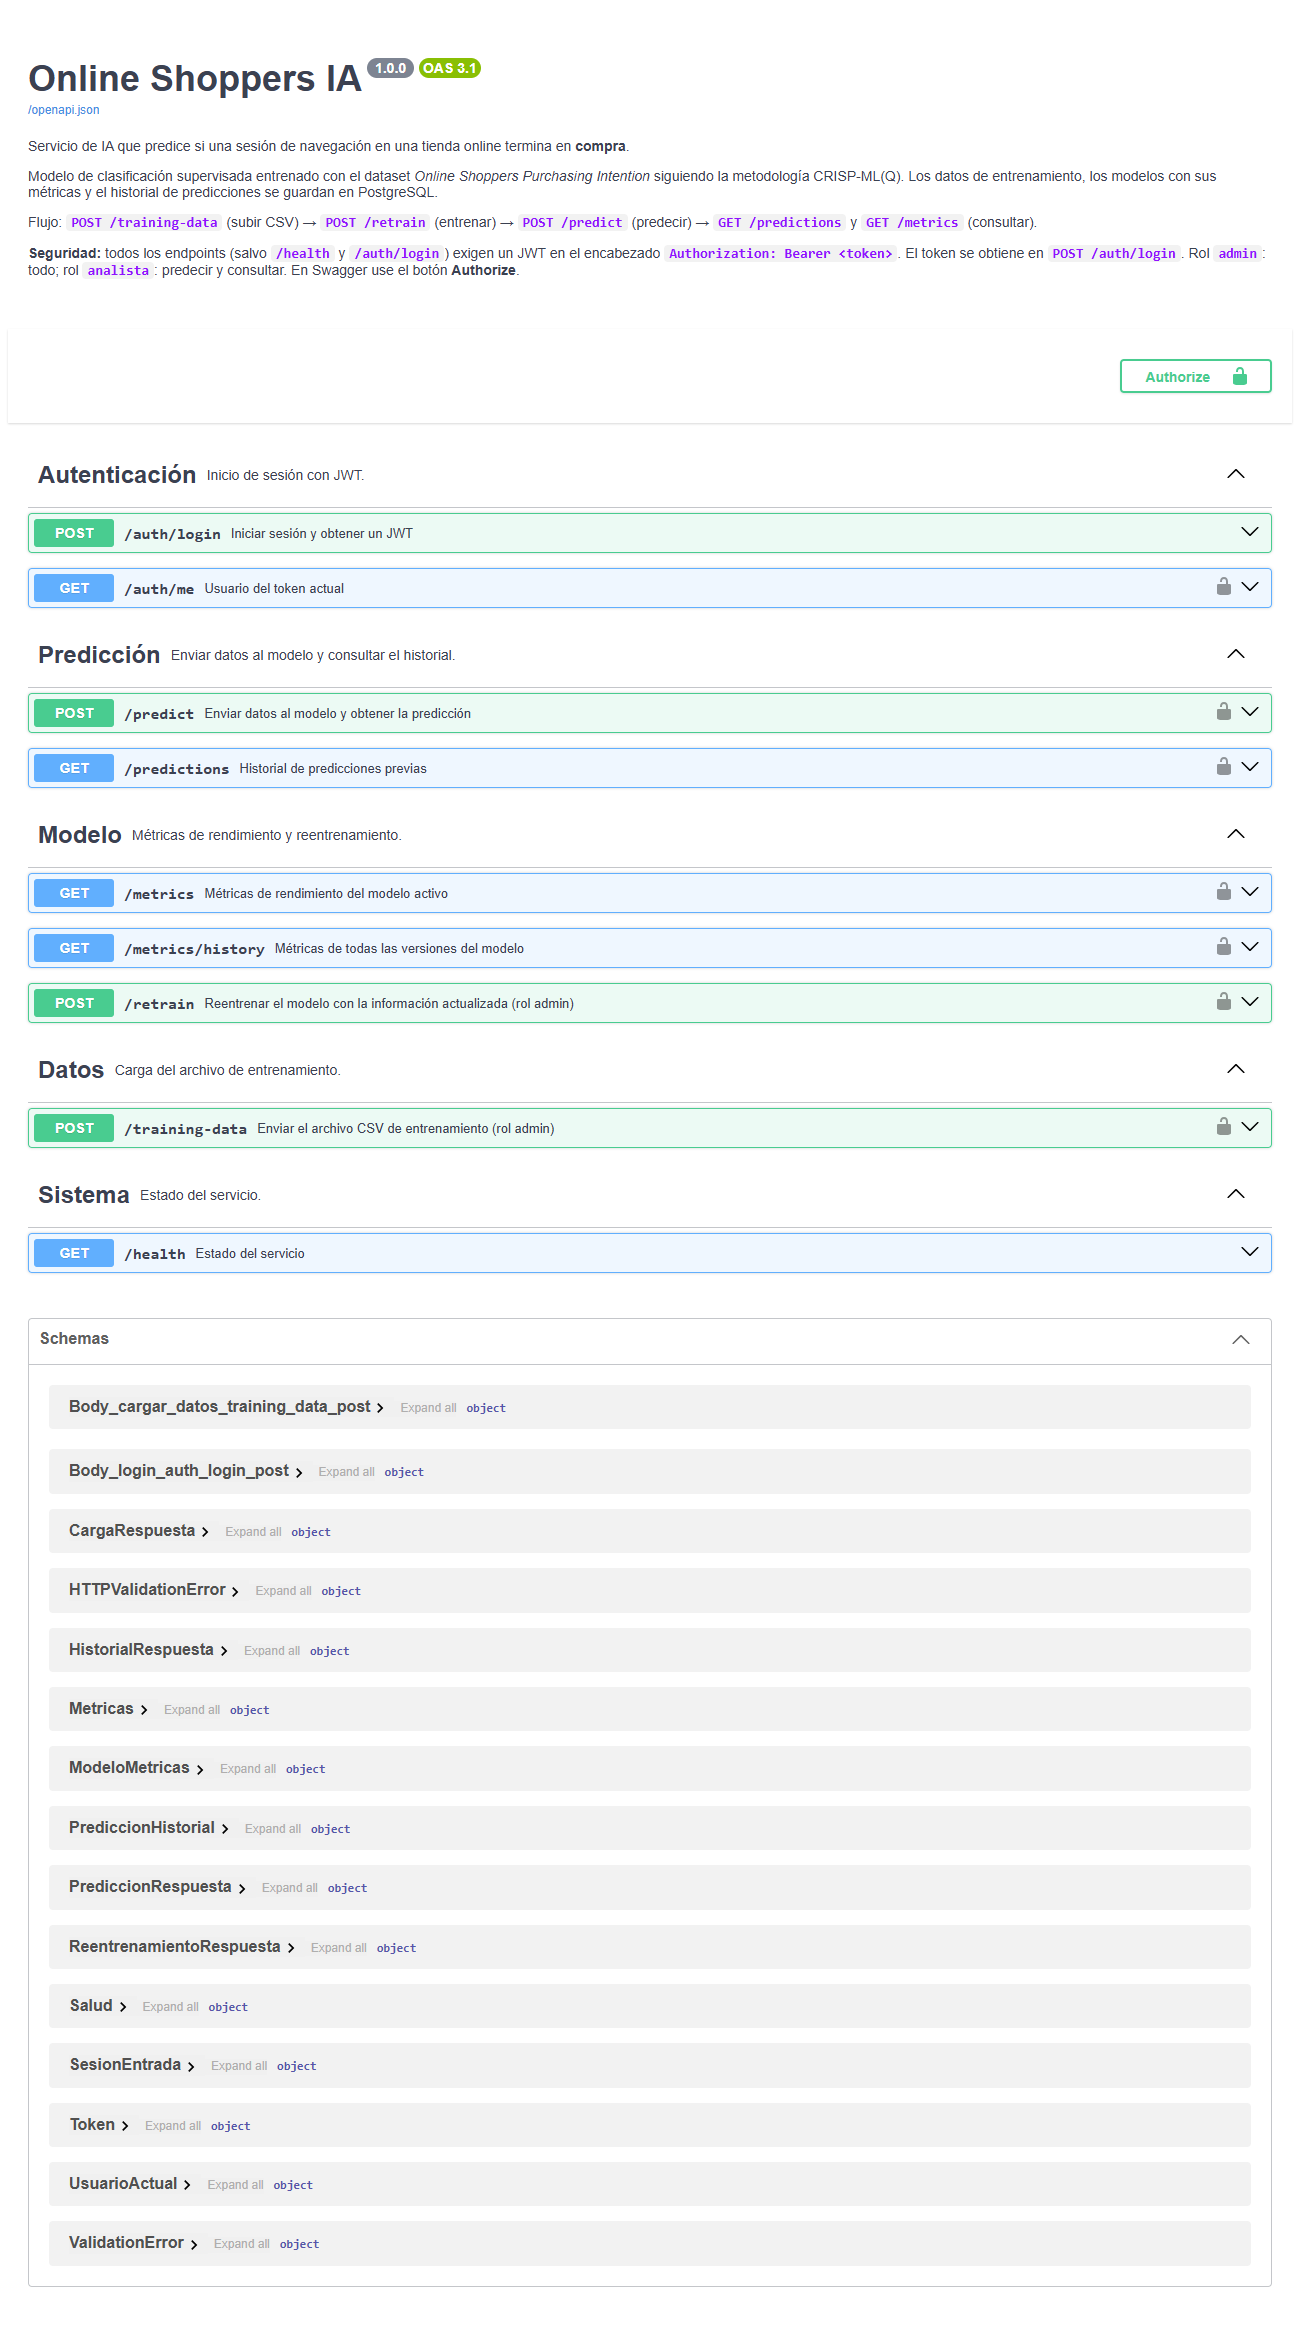 Online Shoppers IA 1.0.0 OAS 3.1
/openapi.json
Servicio de IA que predice si una sesión de navegación en una tienda online termina en compra.
Modelo de clasificación supervisada entrenado con el dataset Online Shoppers Purchasing Intention siguiendo la metodología CRISP-ML(Q). Los datos de entrenamiento, los modelos con sus
métricas y el historial de predicciones se guardan en PostgreSQL.
Flujo: POST /training-data (subir CSV) → POST /retrain (entrenar) → POST /predict (predecir) → GET /predictions y GET /metrics (consultar).
Seguridad: todos los endpoints (salvo /health y /auth/login ) exigen un JWT en el encabezado Authorization: Bearer <token> . El token se obtiene en POST /auth/login . Rol admin :
todo; rol analista : predecir y consultar. En Swagger use el botón Authorize.
Authorize
Autenticación Inicio de sesión con JWT.
POST /auth/login Iniciar sesión y obtener un JWT
GET /auth/me Usuario del token actual
Predicción Enviar datos al modelo y consultar el historial.
POST /predict Enviar datos al modelo y obtener la predicción
GET /predictions Historial de predicciones previas
Modelo Métricas de rendimiento y reentrenamiento.
GET /metrics Métricas de rendimiento del modelo activo
GET /metrics/history Métricas de todas las versiones del modelo
POST /retrain Reentrenar el modelo con la información actualizada (rol admin)
Datos Carga del archivo de entrenamiento.
POST /training-data Enviar el archivo CSV de entrenamiento (rol admin)
Sistema Estado del servicio.
GET /health Estado del servicio
Schemas
Body_cargar_datos_training_data_post Expand all object
Body_login_auth_login_post Expand all object
CargaRespuesta Expand all object
HTTPValidationError Expand all object
HistorialRespuesta Expand all object
Metricas Expand all object
ModeloMetricas Expand all object
PrediccionHistorial Expand all object
PrediccionRespuesta Expand all object
ReentrenamientoRespuesta Expand all object
Salud Expand all object
SesionEntrada Expand all object
Token Expand all object
UsuarioActual Expand all object
ValidationError Expand all object